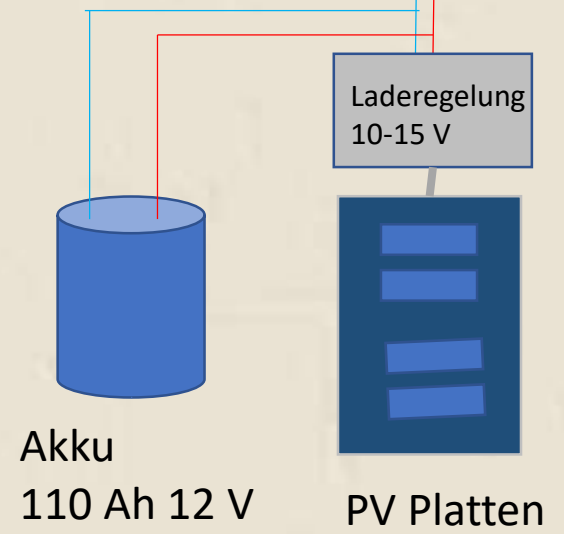 Laderegelung
10-15 V
Akku
110 Ah 12 V
PV Platten